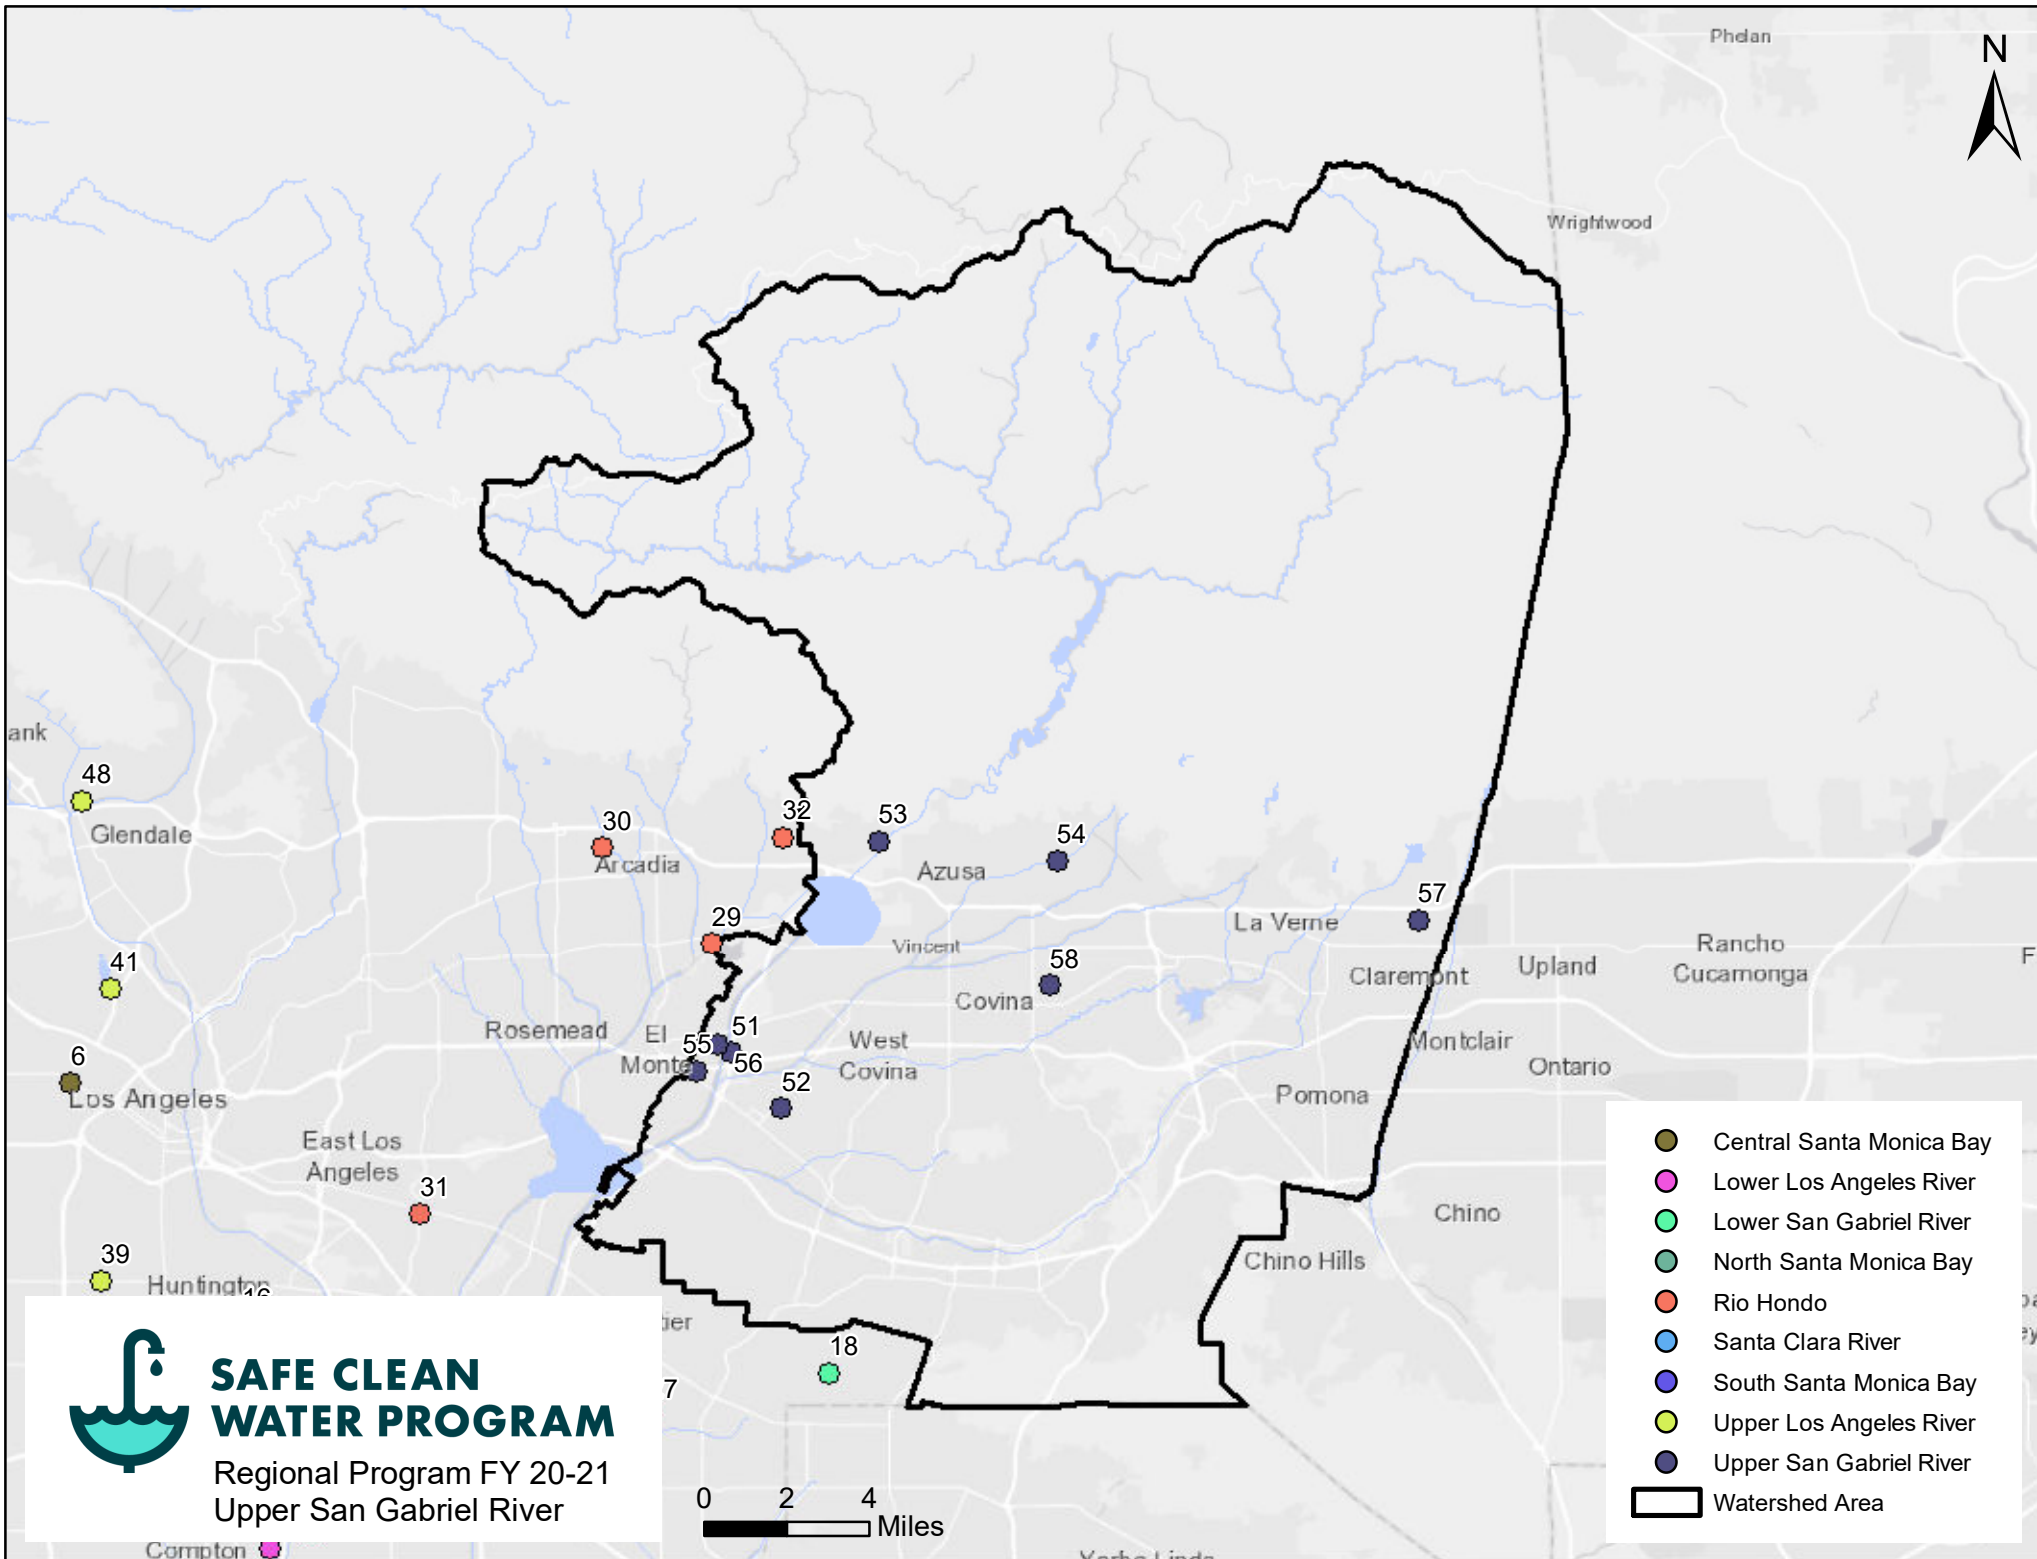 Phelan
N
Wrightwood
ank
48
Glendale
30
Arcadia
32
53
Azusa
54
57
29
La Verne
Vincent
58
Covina
Claremont
Upland
Rancho
Cucamonga
F
41
Rosemead
El
Monte
55
51
56
West
Covina
52
Montclair
Ontario
Pomona
6
Los Angeles
East Los
Angeles
31
Chino
Chino Hills
39
Huntington
16
tier
18
7
SAFE CLEAN
WATER PROGRAM
Regional Program FY 20-21
Upper San Gabriel River
0 2 4
Miles
Compton
Yorba Linda
Central Santa Monica Bay
Lower Los Angeles River
Lower San Gabriel River
North Santa Monica Bay
Rio Hondo
Santa Clara River
South Santa Monica Bay
Upper Los Angeles River
Upper San Gabriel River
Watershed Area